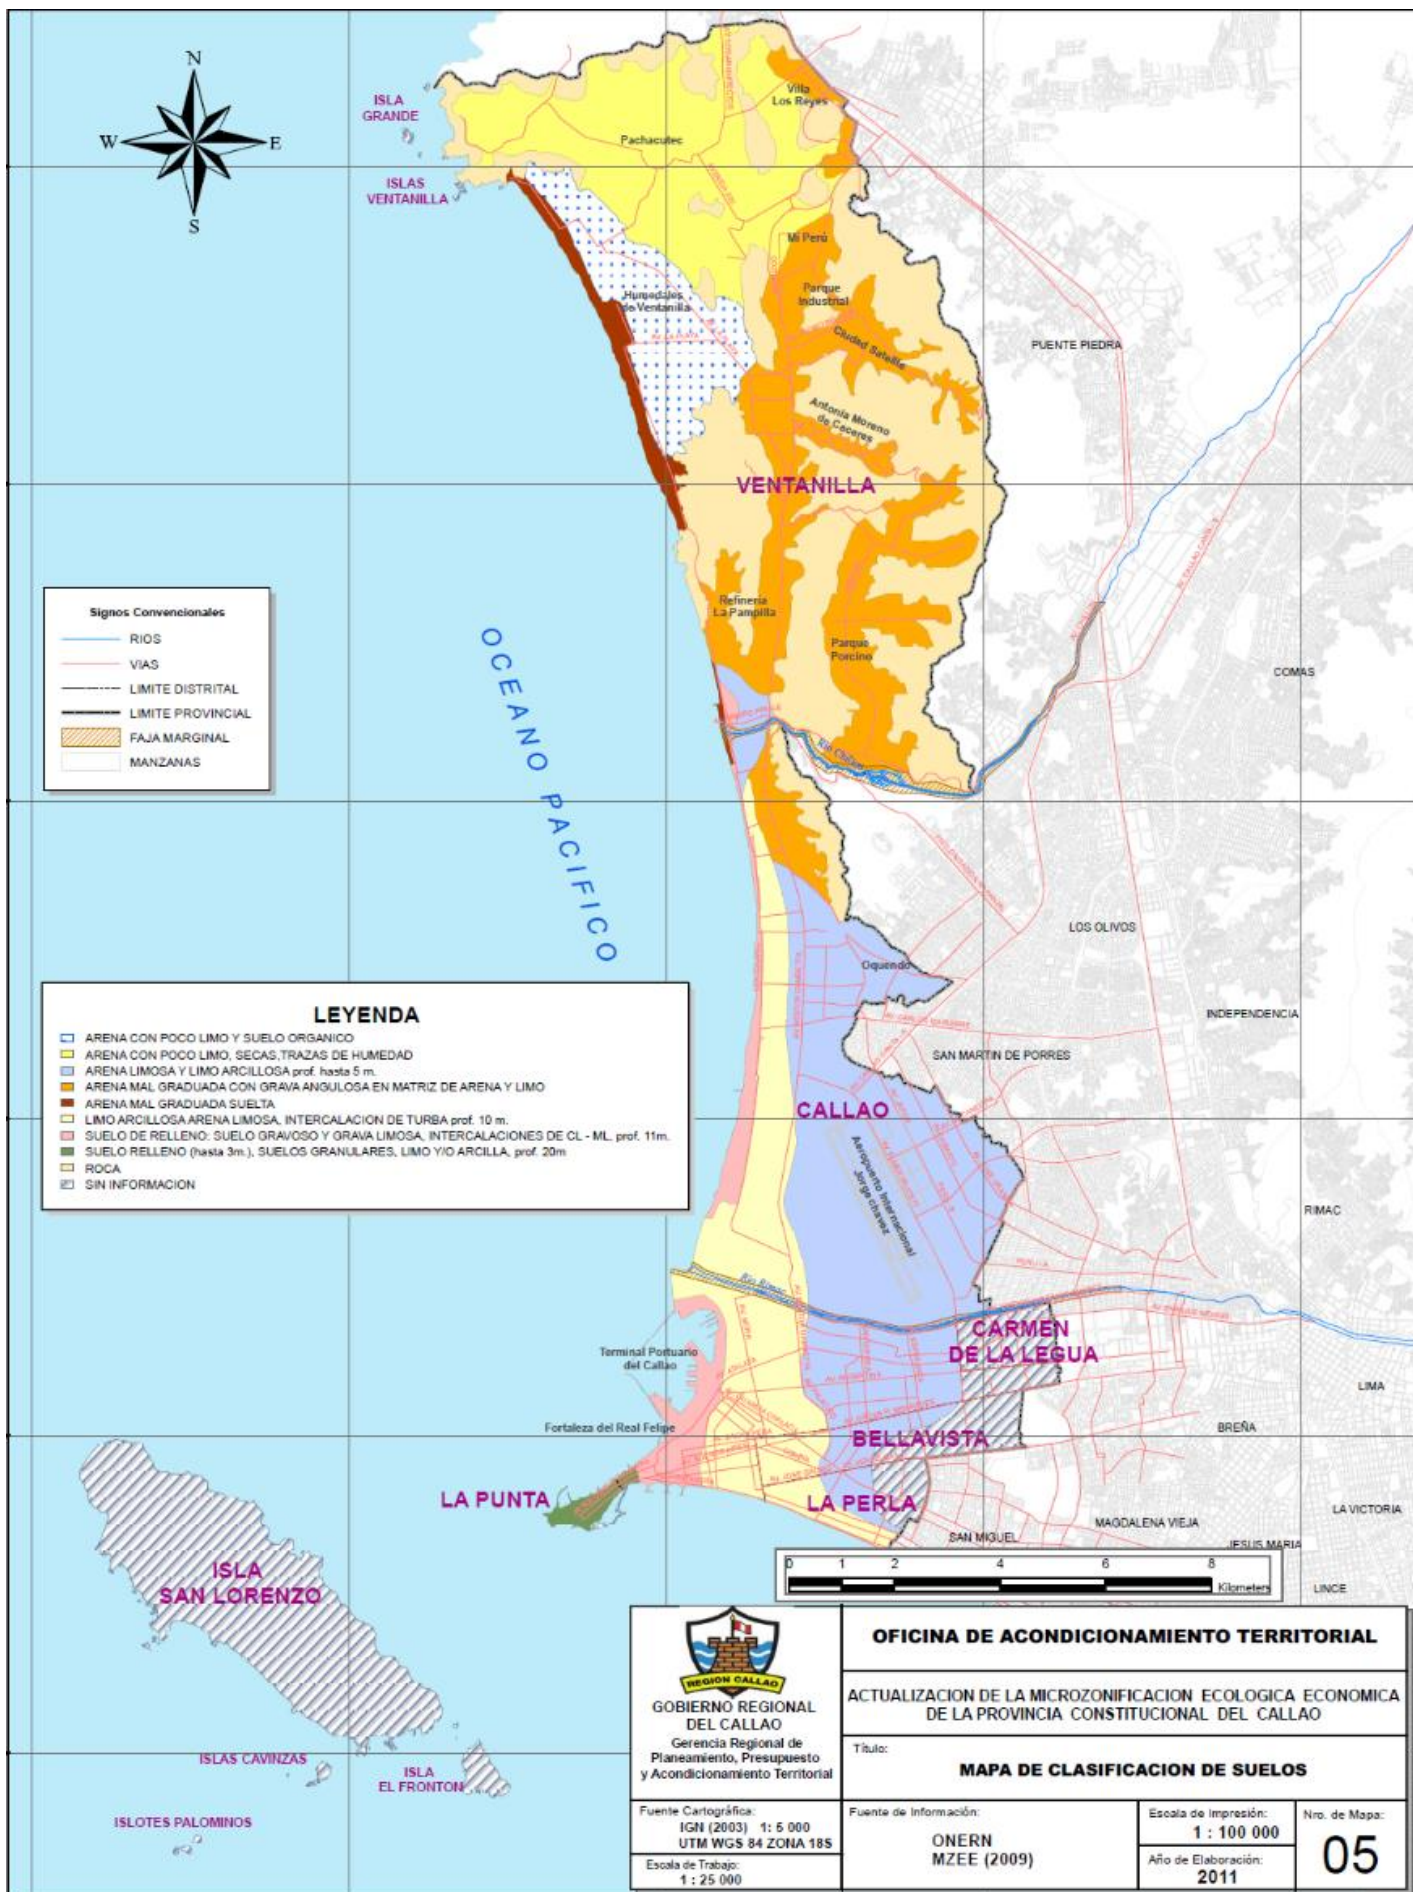 N
W
E
S
ISLA
GRANDE
ISLAS
VENTANILLA
Villa
Los Reyes
Pachacutec
Mi Perú
Parque
Industrial
Humedales
de Ventanilla
Ciudad Satelite
PUENTE PIEDRA
Antonia Moreno
de Caceres
VENTANILLA
Signos Convencionales
RIOS
VIAS
LIMITE DISTRITAL
LIMITE PROVINCIAL
FAJA MARGINAL
MANZANAS
Refinería
La Pampilla
Parque
Porcino
COMAS
OCEANO PACIFICO
Río Chillon
LOS OLIVOS
Oquendo
INDEPENDENCIA
SAN MARTIN DE PORRES
LEYENDA
ARENA CON POCO LIMO Y SUELO ORGANICO
ARENA CON POCO LIMO, SECAS,TRAZAS DE HUMEDAD
ARENA LIMOSA Y LIMO ARCILLOSA prof. hasta 5 m.
ARENA MAL GRADUADA CON GRAVA ANGULOSA EN MATRIZ DE ARENA Y LIMO
ARENA MAL GRADUADA SUELTA
LIMO ARCILLOSA ARENA LIMOSA, INTERCALACION DE TURBA prof. 10 m.
SUELO DE RELLENO: SUELO GRAVOSO Y GRAVA LIMOSA, INTERCALACIONES DE CL - ML. prof. 11m.
SUELO RELLENO (hasta 3m.), SUELOS GRANULARES, LIMO Y/O ARCILLA, prof. 20m
ROCA
SIN INFORMACION
CALLAO
Aeropuerto Internacional
Jorge chavez
RIMAC
Río Rimac
CARMEN
DE LA LEGUA
Terminal Portuario
del Callao
LIMA
Fortaleza del Real Felipe
BREÑA
BELLAVISTA
LA PUNTA
LA PERLA
LA VICTORIA
MAGDALENA VIEJA
SAN MIGUEL
JESUS MARIA
0 1 2 4 6 8
Kilometers
LINCE
ISLA
SAN LORENZO
ISLAS CAVINZAS
ISLA
EL FRONTON
ISLOTES PALOMINOS
REGION CALLAO
GOBIERNO REGIONAL
DEL CALLAO
Gerencia Regional de
Planeamiento, Presupuesto
y Acondicionamiento Territorial
OFICINA DE ACONDICIONAMIENTO TERRITORIAL
ACTUALIZACION DE LA MICROZONIFICACION ECOLOGICA ECONOMICA
DE LA PROVINCIA CONSTITUCIONAL DEL CALLAO
Título:
MAPA DE CLASIFICACION DE SUELOS
Fuente Cartográfica:
IGN (2003) 1: 5 000
UTM WGS 84 ZONA 18S
Escala de Trabajo:
1 : 25 000
Fuente de Información:
ONERN
MZEE (2009)
Escala de Impresión:
1 : 100 000
Año de Elaboración:
2011
Nro. de Mapa:
05